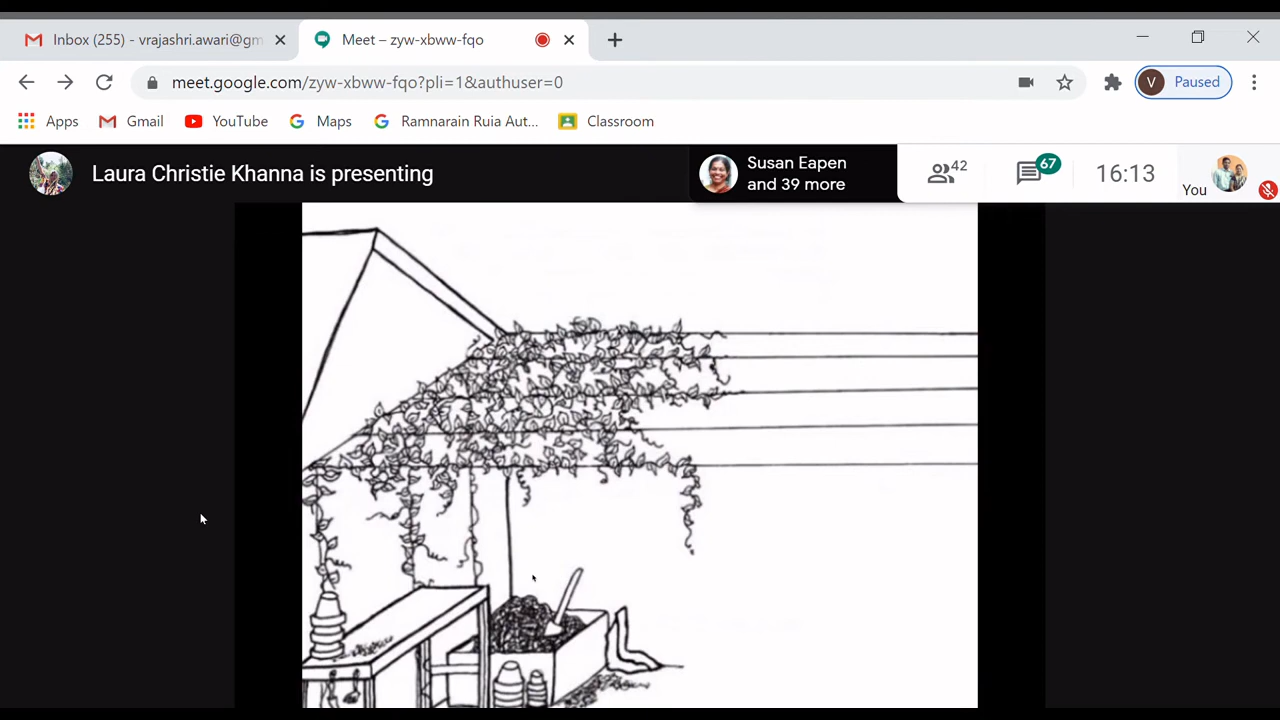 Inbox (255) - vrajashri.awari@gm
Meet – zyw-xbww-fqo
meet.google.com/zyw-xbww-fqo?pli=1&authuser=0
V Paused
Apps Gmail YouTube Maps Ramnarain Ruia Aut... Classroom
Laura Christie Khanna is presenting
Susan Eapen
and 39 more
42
67
16:13
You